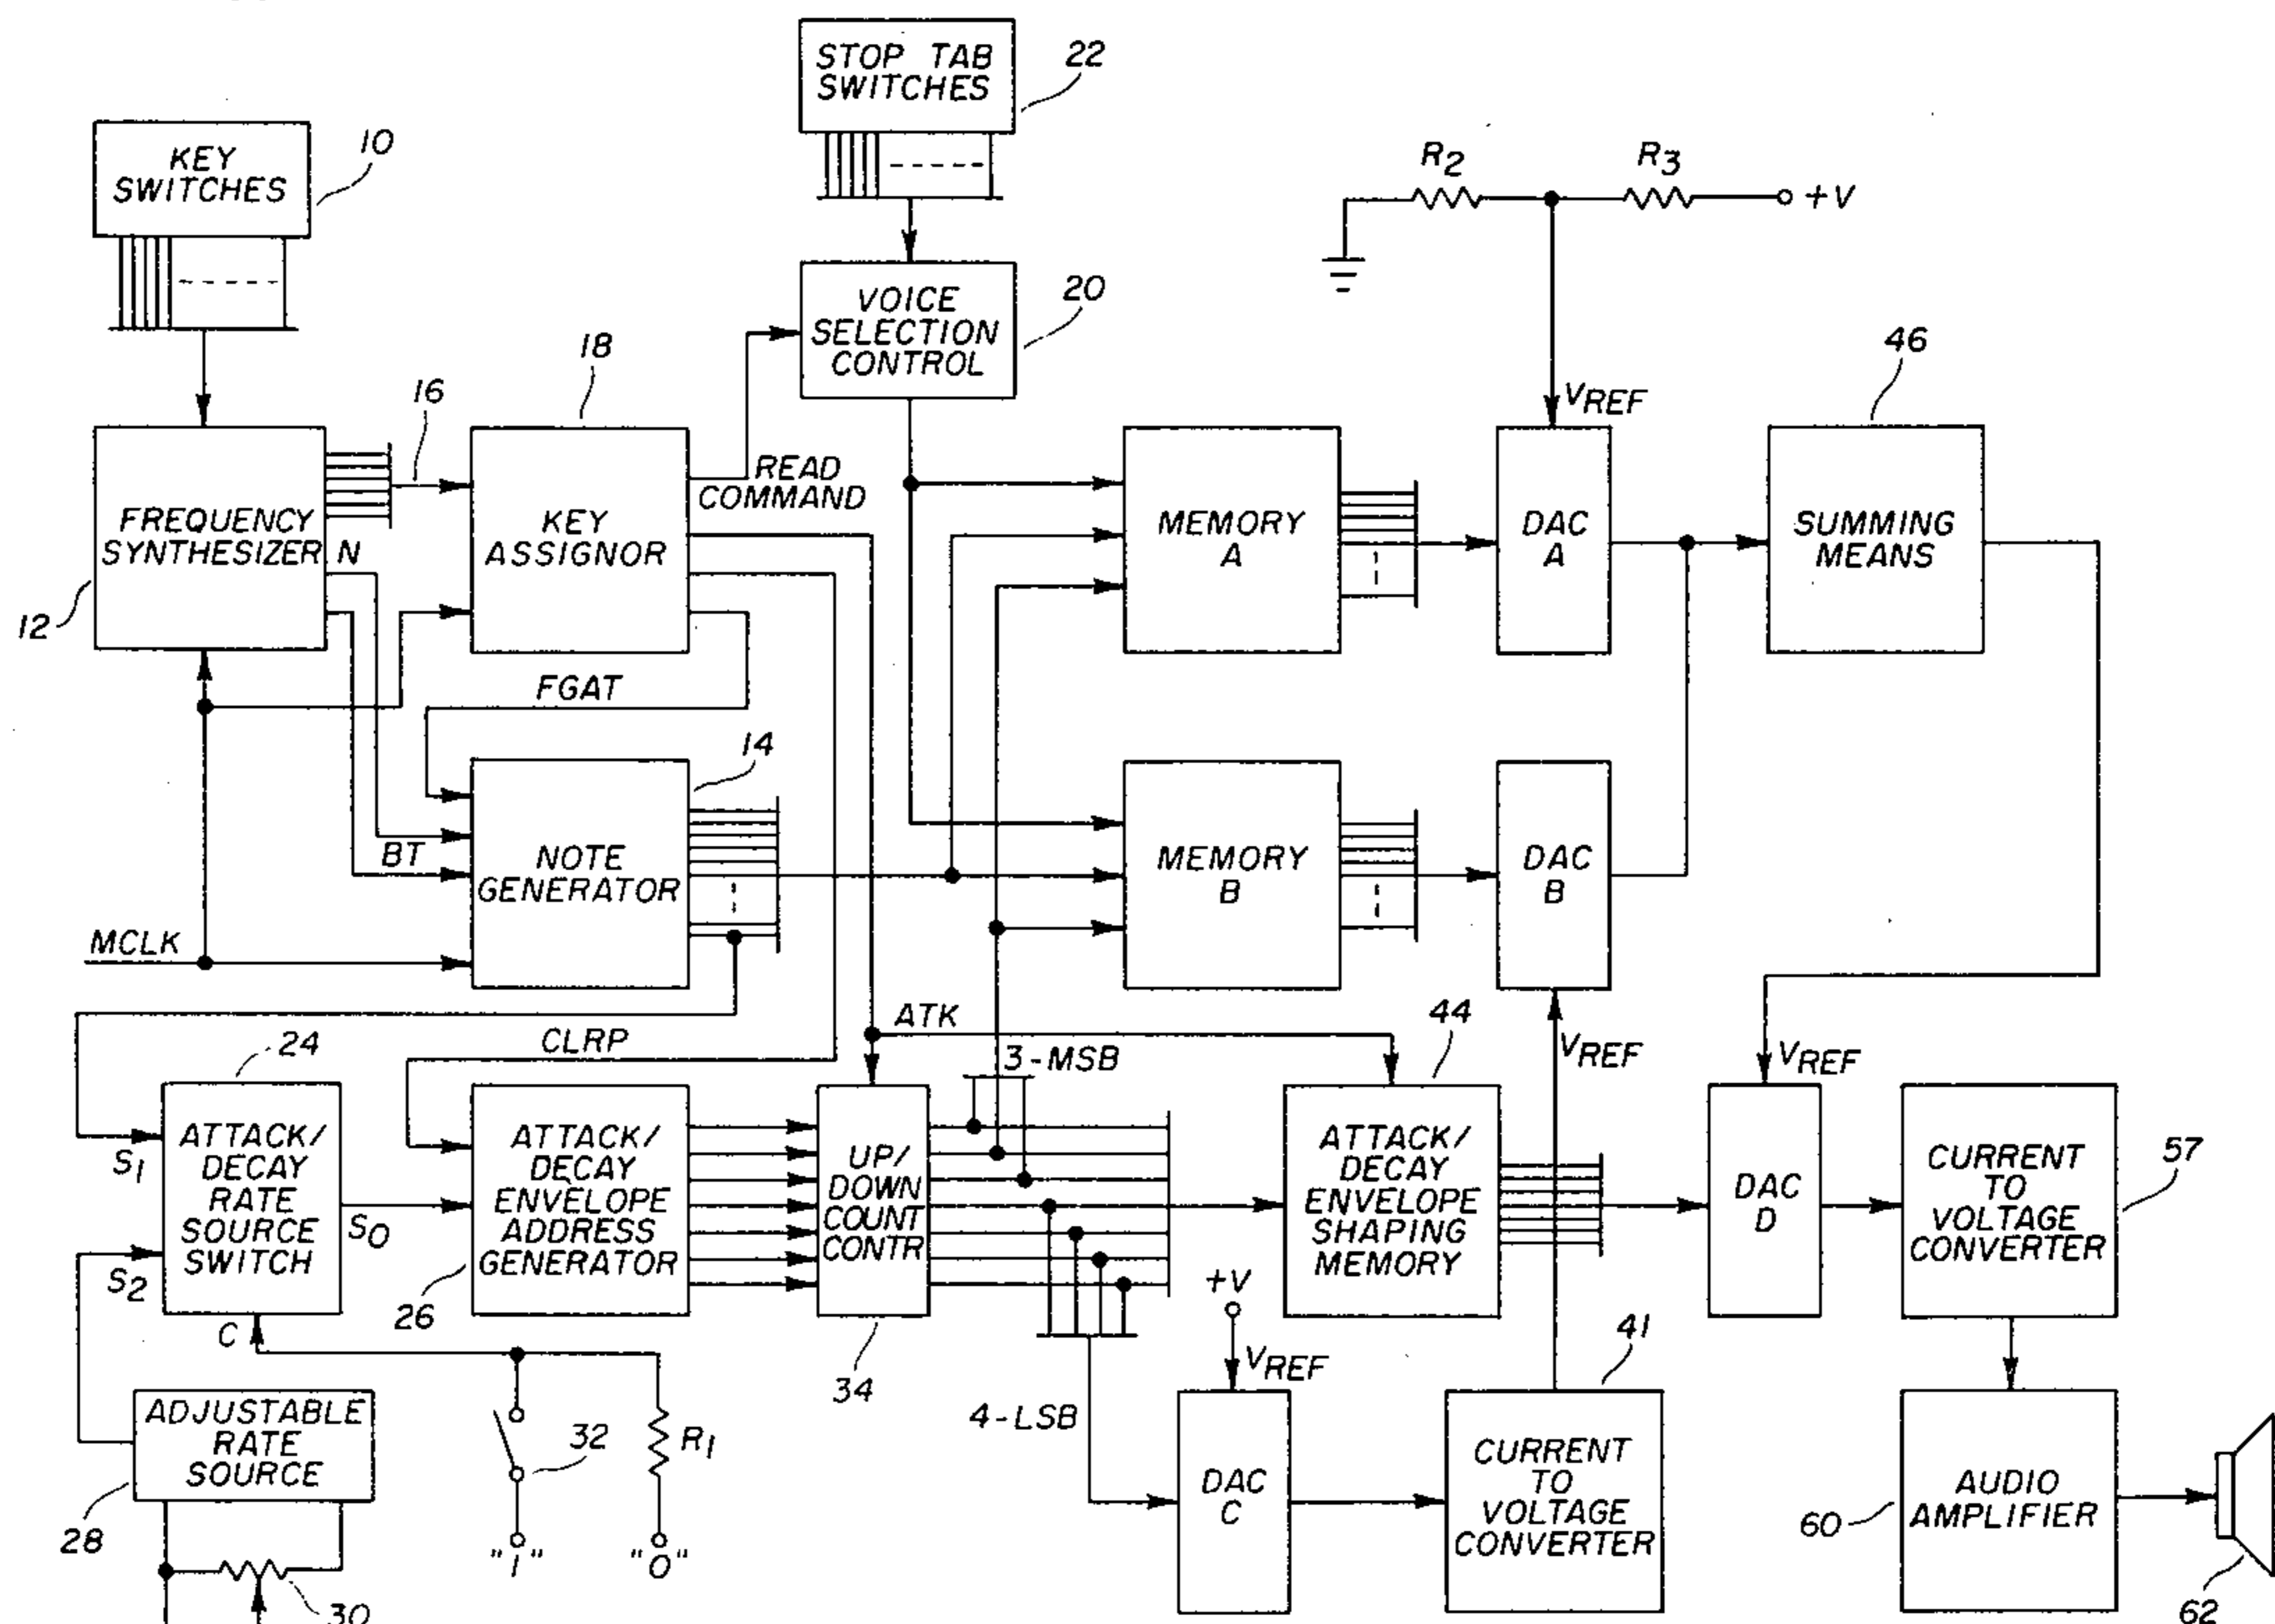 STOP TAB
SWITCHES
22
KEY
SWITCHES
10
R2
R3
+V
VOICE
SELECTION
CONTROL
20
18
16
46
VREF
FREQUENCY
SYNTHESIZER
N
12
KEY
ASSIGNOR
READ
COMMAND
MEMORY
A
DAC
A
SUMMING
MEANS
FGAT
14
BT
NOTE
GENERATOR
MEMORY
B
DAC
B
MCLK
24
CLRP
ATK
3-MSB
44
VREF
VREF
S1
ATTACK/
DECAY
RATE
SOURCE
SWITCH
S0
S2
C
ATTACK/
DECAY
ENVELOPE
ADDRESS
GENERATOR
26
UP/
DOWN
COUNT
CONTR
34
ATTACK/
DECAY
ENVELOPE
SHAPING
MEMORY
DAC
D
CURRENT
TO
VOLTAGE
CONVERTER
57
+V
VREF
41
4-LSB
ADJUSTABLE
RATE
SOURCE
28
30
32
R1
"1"
"0"
DAC
C
CURRENT
TO
VOLTAGE
CONVERTER
60
AUDIO
AMPLIFIER
62